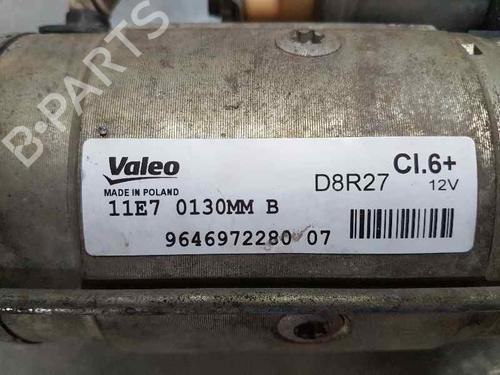 B-PARTS
Valeo
MADE IN POLAND
D8R27
Cl.6+
12V
11E7 0130MM B
9646972280 07